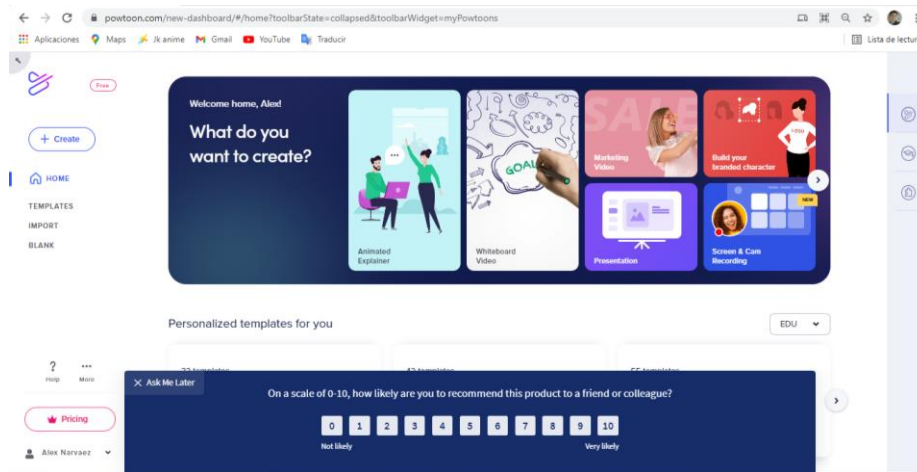 powtoon.com/new-dashboard/#/home?toolbarState=collapsed&toolbarWidget=myPowtoons
Aplicaciones Maps Jk anime Gmail YouTube Traducir Lista de lectur
Free
+ Create
HOME
TEMPLATES
IMPORT
BLANK
Welcome home, Alex!
What do you
want to create?
Animated
Explainer
GOAL
Whiteboard
Video
SALE
Marketing
Video
Build your
branded character
Presentation
NEW
Screen & Cam
Recording
Personalized templates for you
EDU
? ...
Help More
Pricing
Alex Narvaez
X Ask Me Later
On a scale of 0-10, how likely are you to recommend this product to a friend or colleague?
0 1 2 3 4 5 6 7 8 9 10
Not likely Very likely